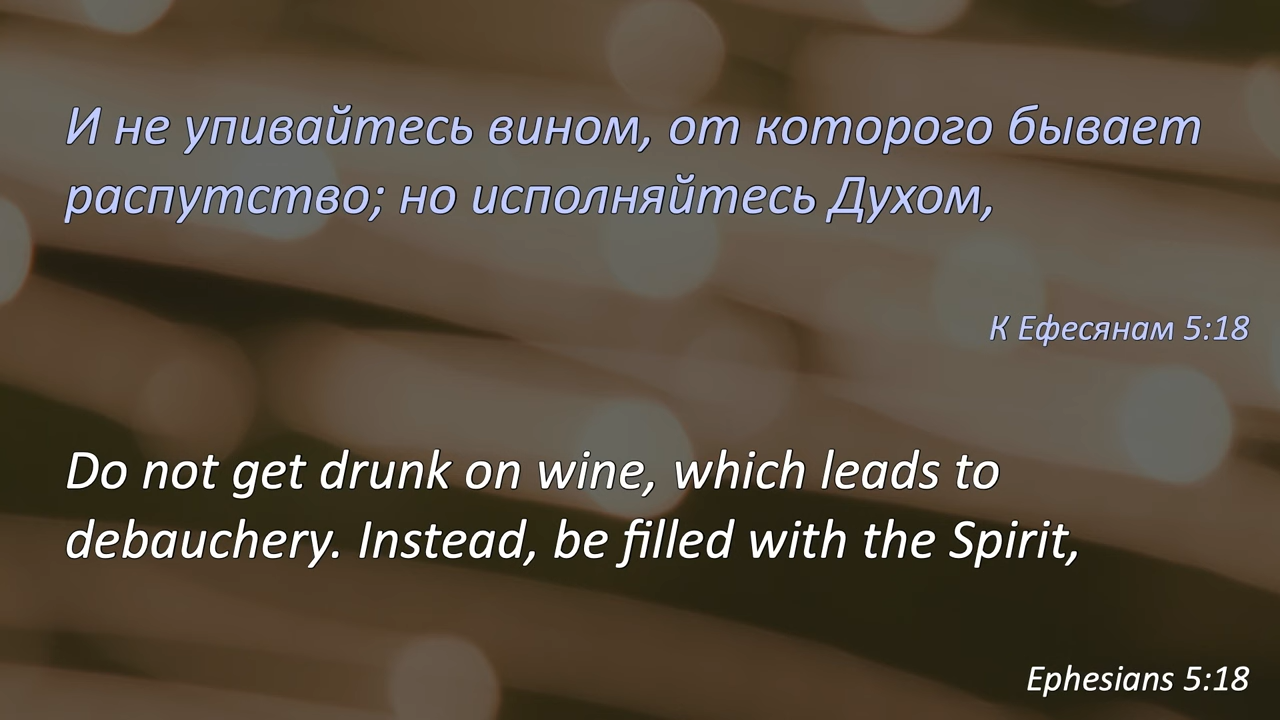 И не упивайтесь вином, от которого бывает
распутство; но исполняйтесь Духом,
К Ефесянам 5:18
Do not get drunk on wine, which leads to
debauchery. Instead, be filled with the Spirit,
Ephesians 5:18